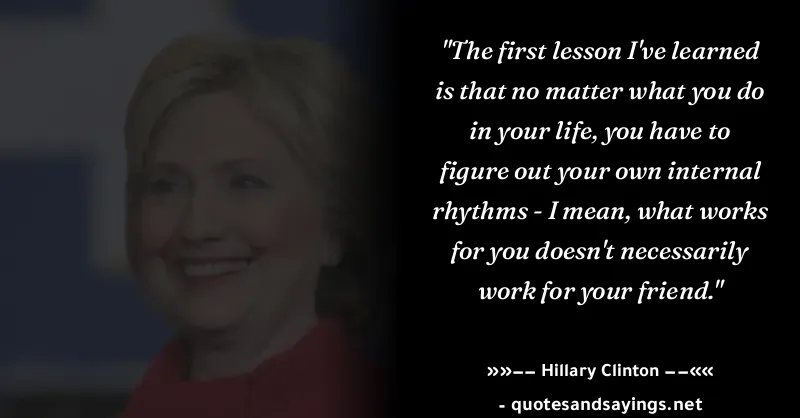 "The first lesson I've learned
is that no matter what you do
in your life, you have to
figure out your own internal
rhythms - I mean, what works
for you doesn't necessarily
work for your friend."
»»–– Hillary Clinton ––««
- quotesandsayings.net